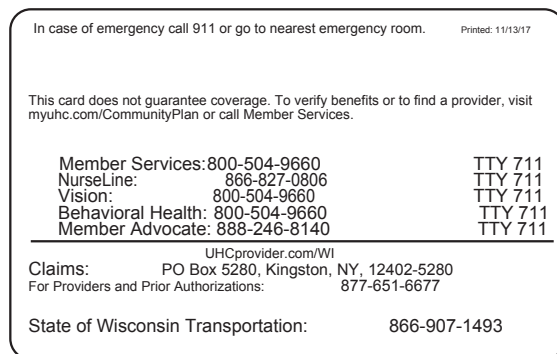 In case of emergency call 911 or go to nearest emergency room. Printed: 11/13/17
This card does not guarantee coverage. To verify benefits or to find a provider, visit
myuhc.com/CommunityPlan or call Member Services.
Member Services:800-504-9660 TTY 711
NurseLine: 866-827-0806 TTY 711
Vision: 800-504-9660 TTY 711
Behavioral Health: 800-504-9660 TTY 711
Member Advocate: 888-246-8140 TTY 711
UHCprovider.com/WI
Claims: PO Box 5280, Kingston, NY, 12402-5280
For Providers and Prior Authorizations: 877-651-6677
State of Wisconsin Transportation: 866-907-1493